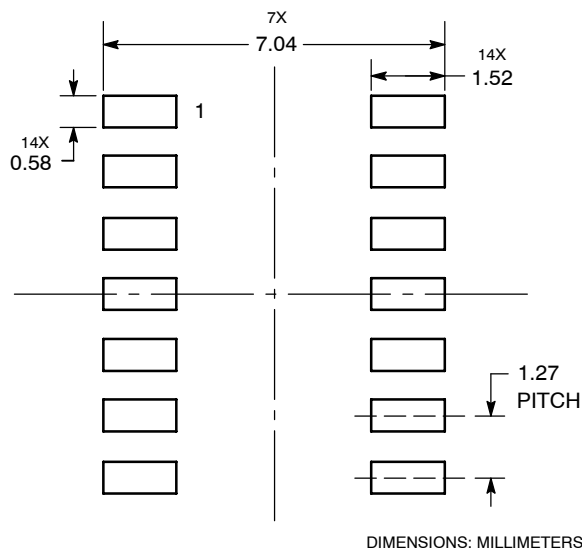 7X
7.04
14X
1.52
1
14X
0.58
1.27
PITCH
DIMENSIONS: MILLIMETERS